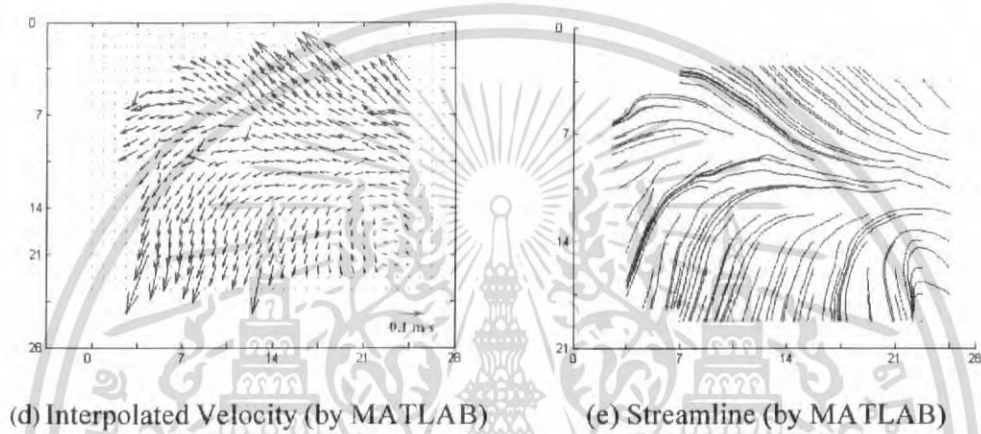 0
7
14
21
28
0 7 14 21 28
0.1 m/s
0
7
14
21
0 7 14 21 28
(d) Interpolated Velocity (by MATLAB)
(e) Streamline (by MATLAB)